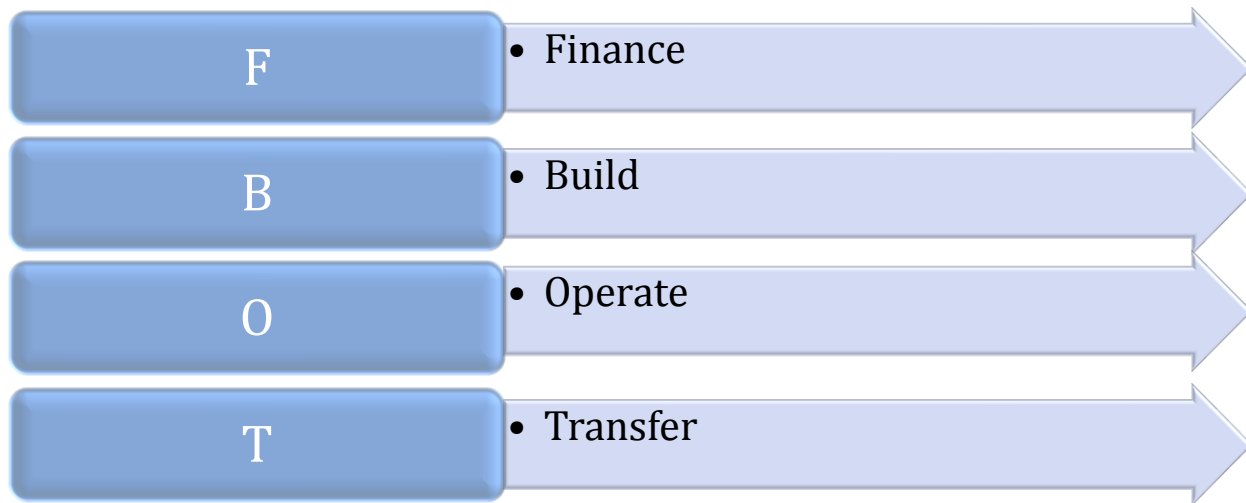 F
• Finance
B
• Build
O
• Operate
T
• Transfer